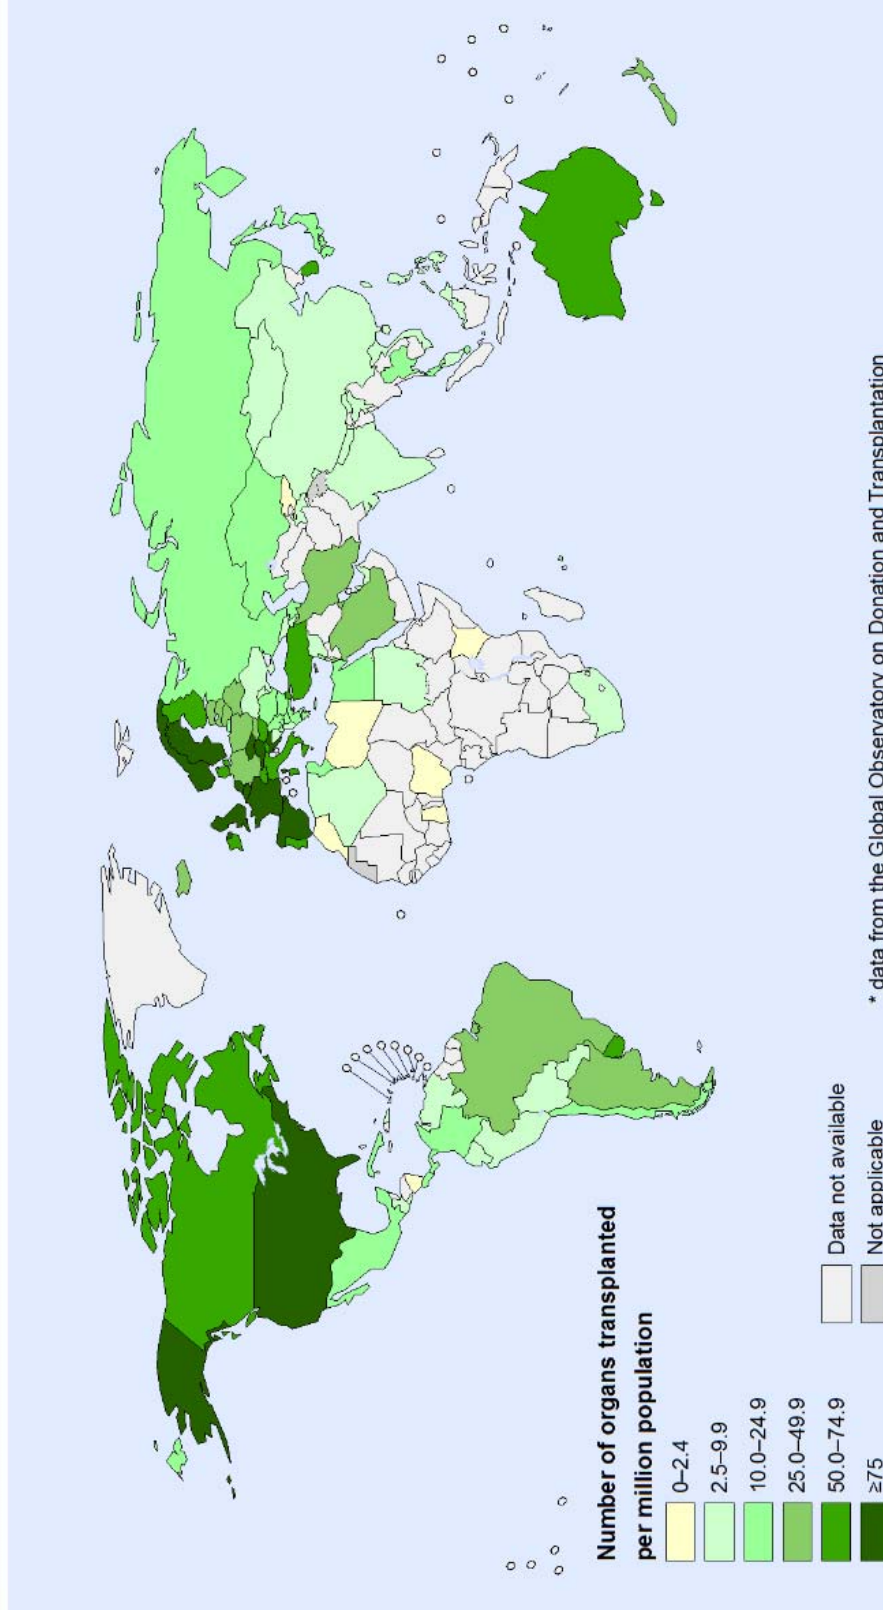 Number of organs transplanted
per million population
0–2.4
2.5–9.9
10.0–24.9
25.0–49.9
50.0–74.9
≥75
Data not available
Not applicable
* data from the Global Observatory on Donation and Transplantation